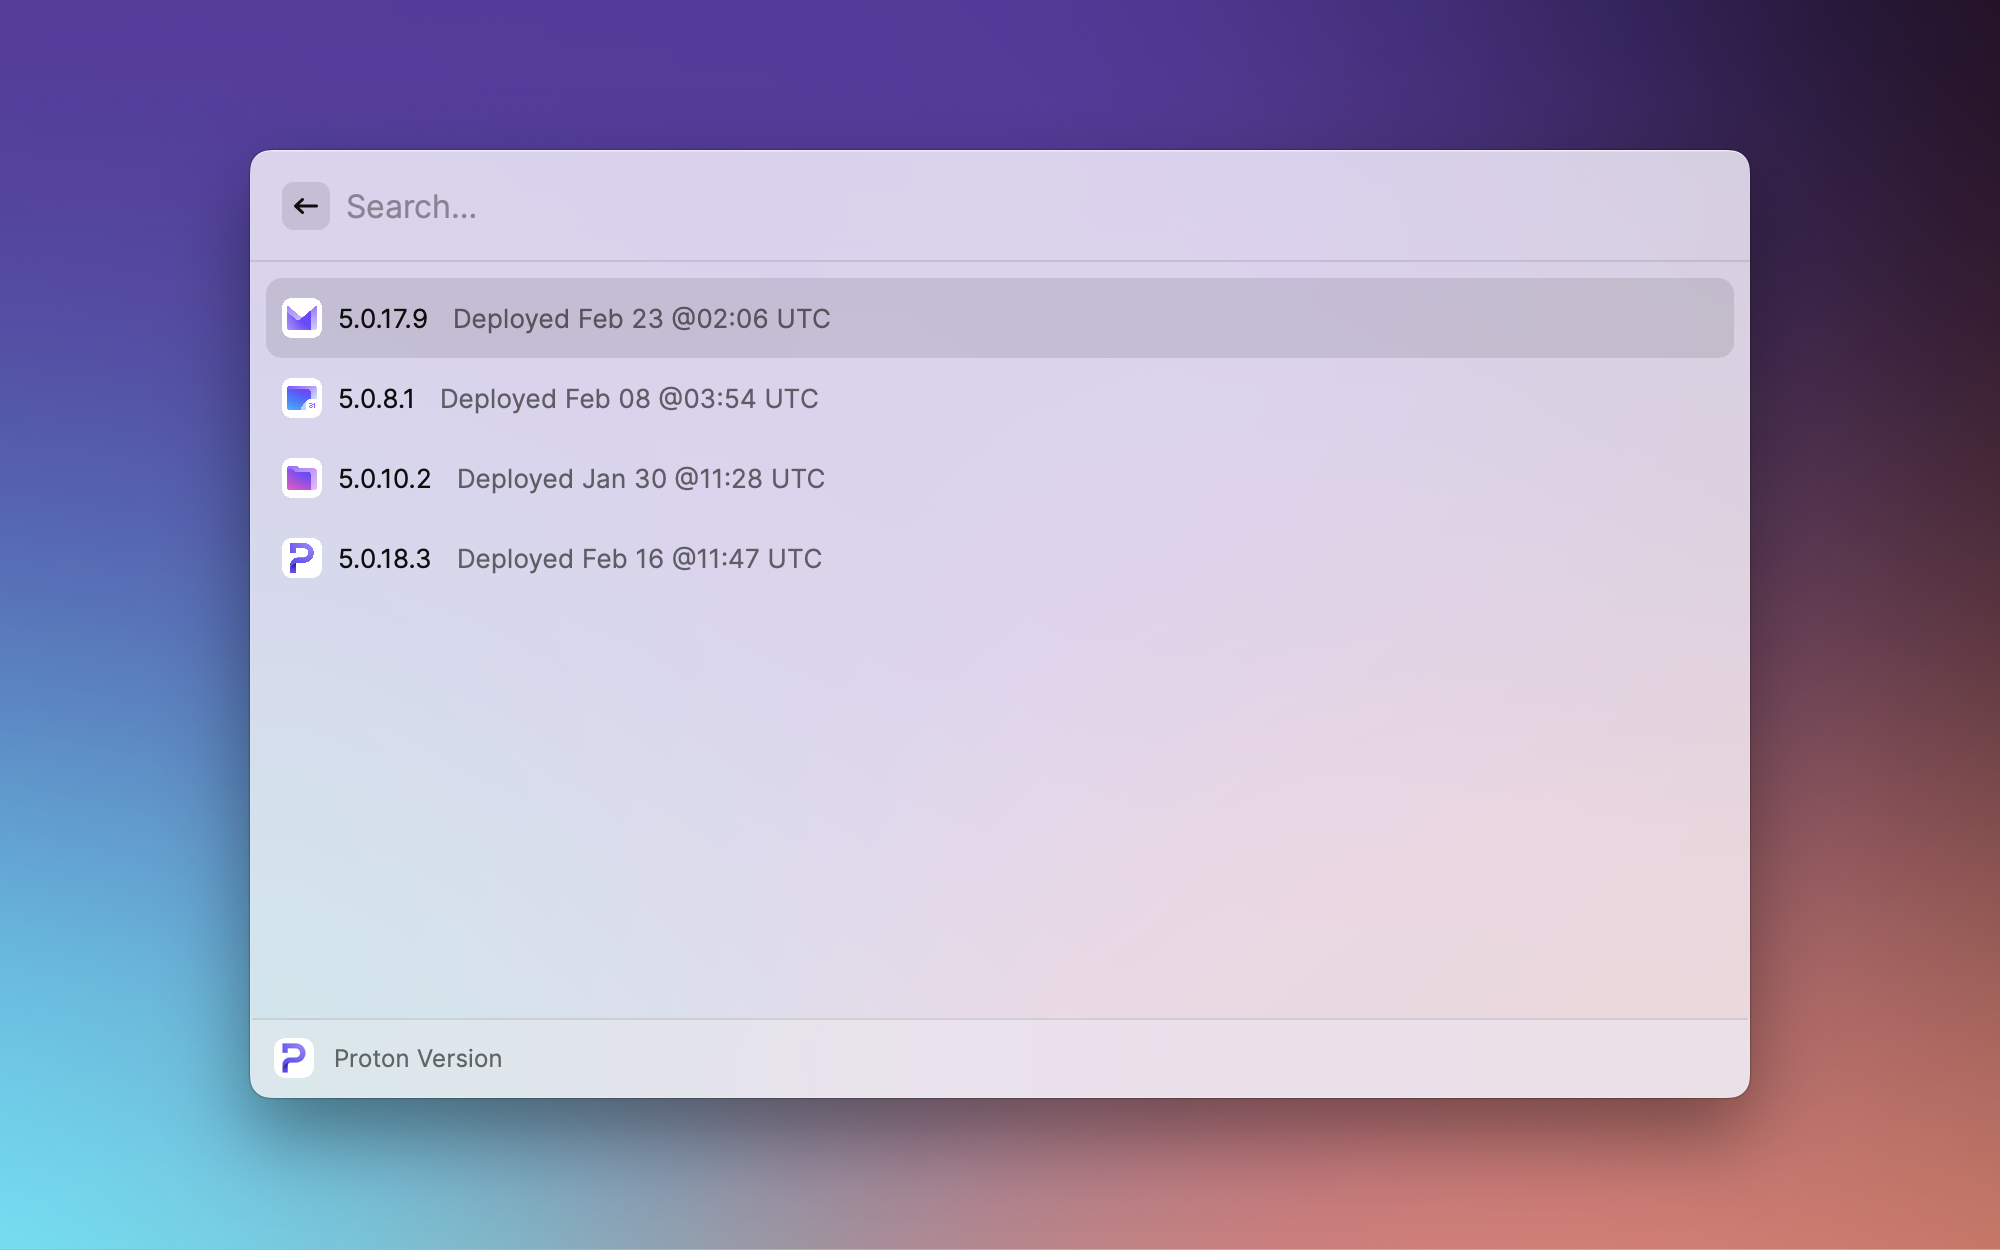 Search...
5.0.17.9 Deployed Feb 23 @02:06 UTC
31
5.0.8.1 Deployed Feb 08 @03:54 UTC
5.0.10.2 Deployed Jan 30 @11:28 UTC
5.0.18.3 Deployed Feb 16 @11:47 UTC
Proton Version